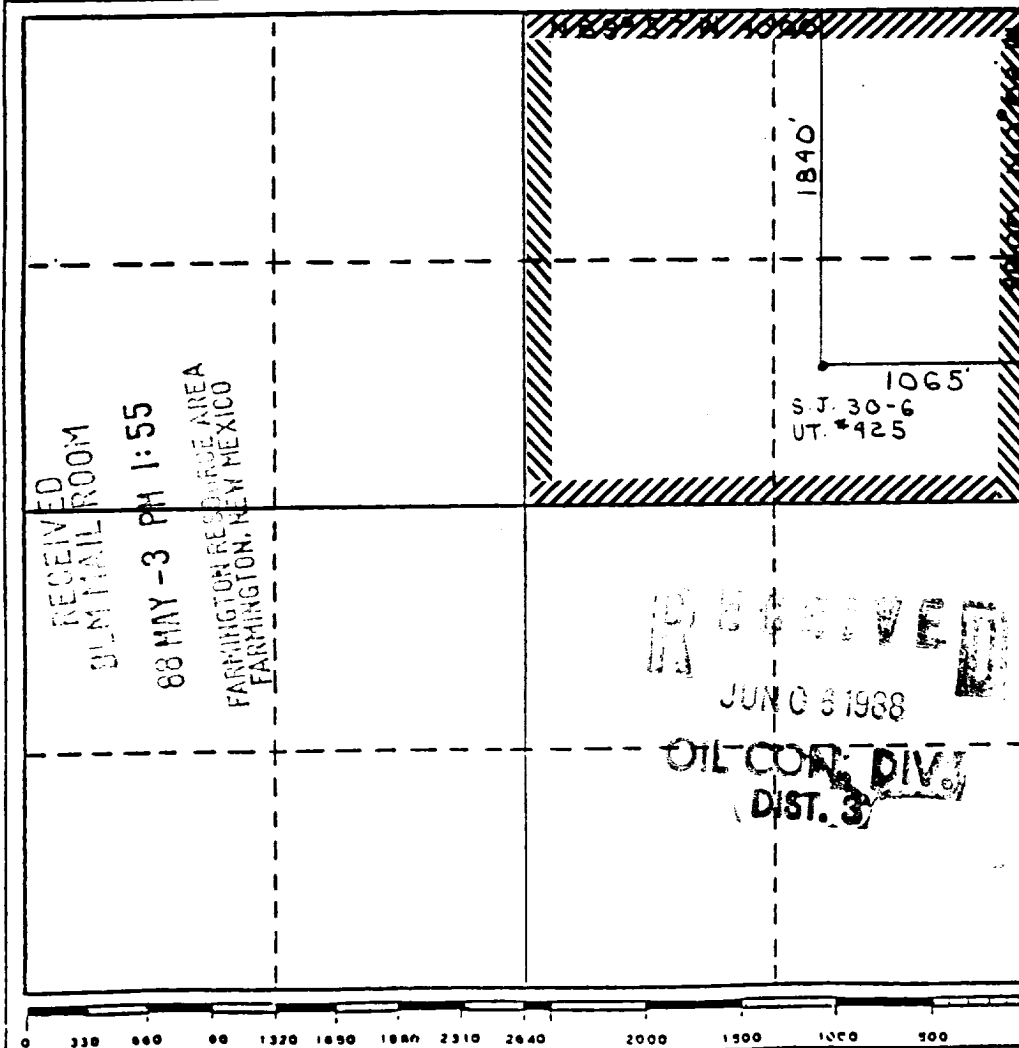 1840'
1065'
S.J. 30-6
UT. #425
RECEIVED
BLM MAIL ROOM
88 MAY -3 PM 1:55
FARMINGTON RESOURCE AREA
FARMINGTON, NEW MEXICO
RECEIVED
JUN 0 6 1988
OIL CON. DIV.
DIST. 3
0 330 660 90 1320 1650 1980 2310 2640 2000 1500 1000 500